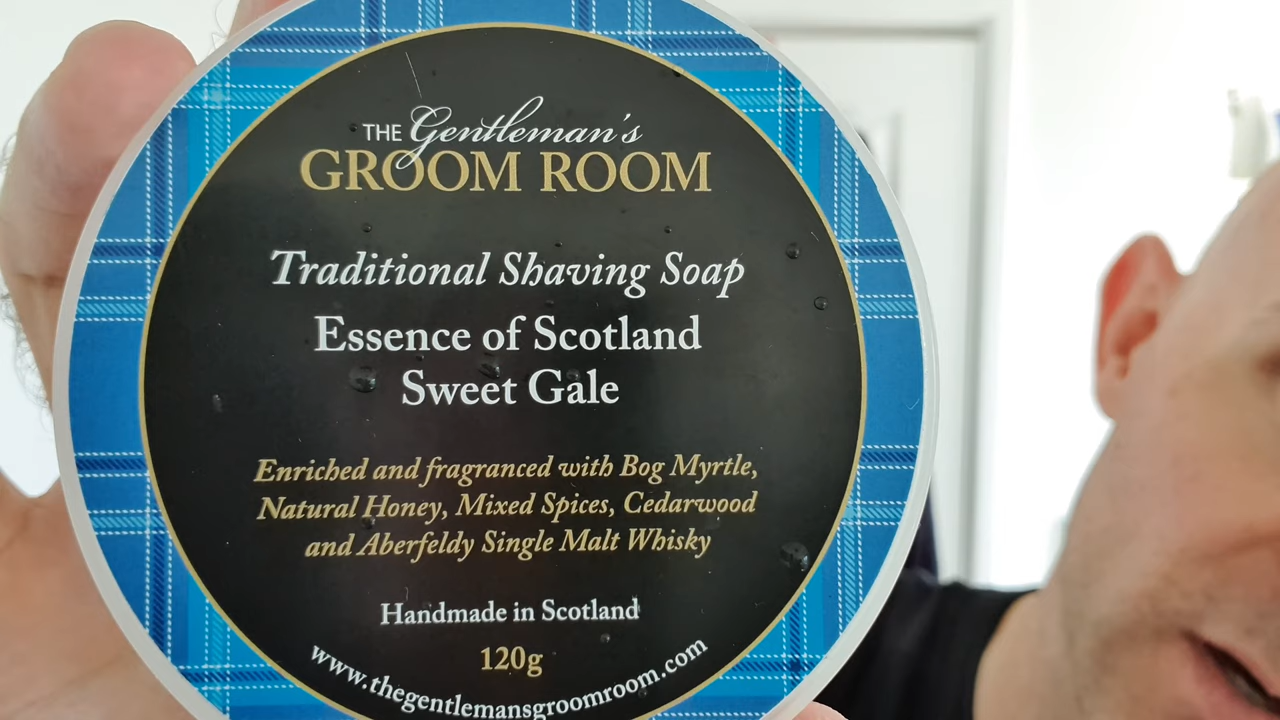 THE Gentleman's
GROOM ROOM
Traditional Shaving Soap
Essence of Scotland
Sweet Gale
Enriched and fragranced with Bog Myrtle,
Natural Honey, Mixed Spices, Cedarwood
and Aberfeldy Single Malt Whisky
Handmade in Scotland
120g
www.thegentlemansgroomroom.com